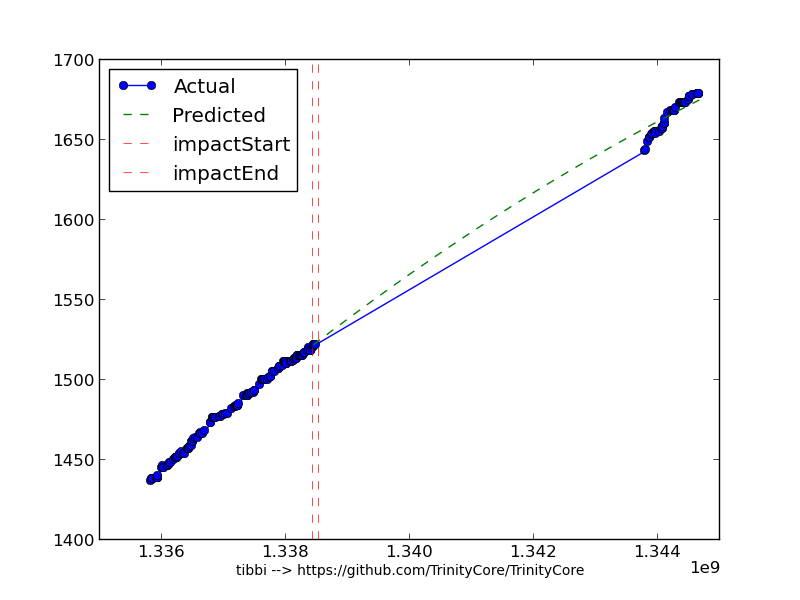 1700
1650
1600
1550
1500
1450
1400
Actual
Predicted
impactStart
impactEnd
1.336 1.338 1.340 1.342 1.344
1e9
tibbi --> https://github.com/TrinityCore/TrinityCore